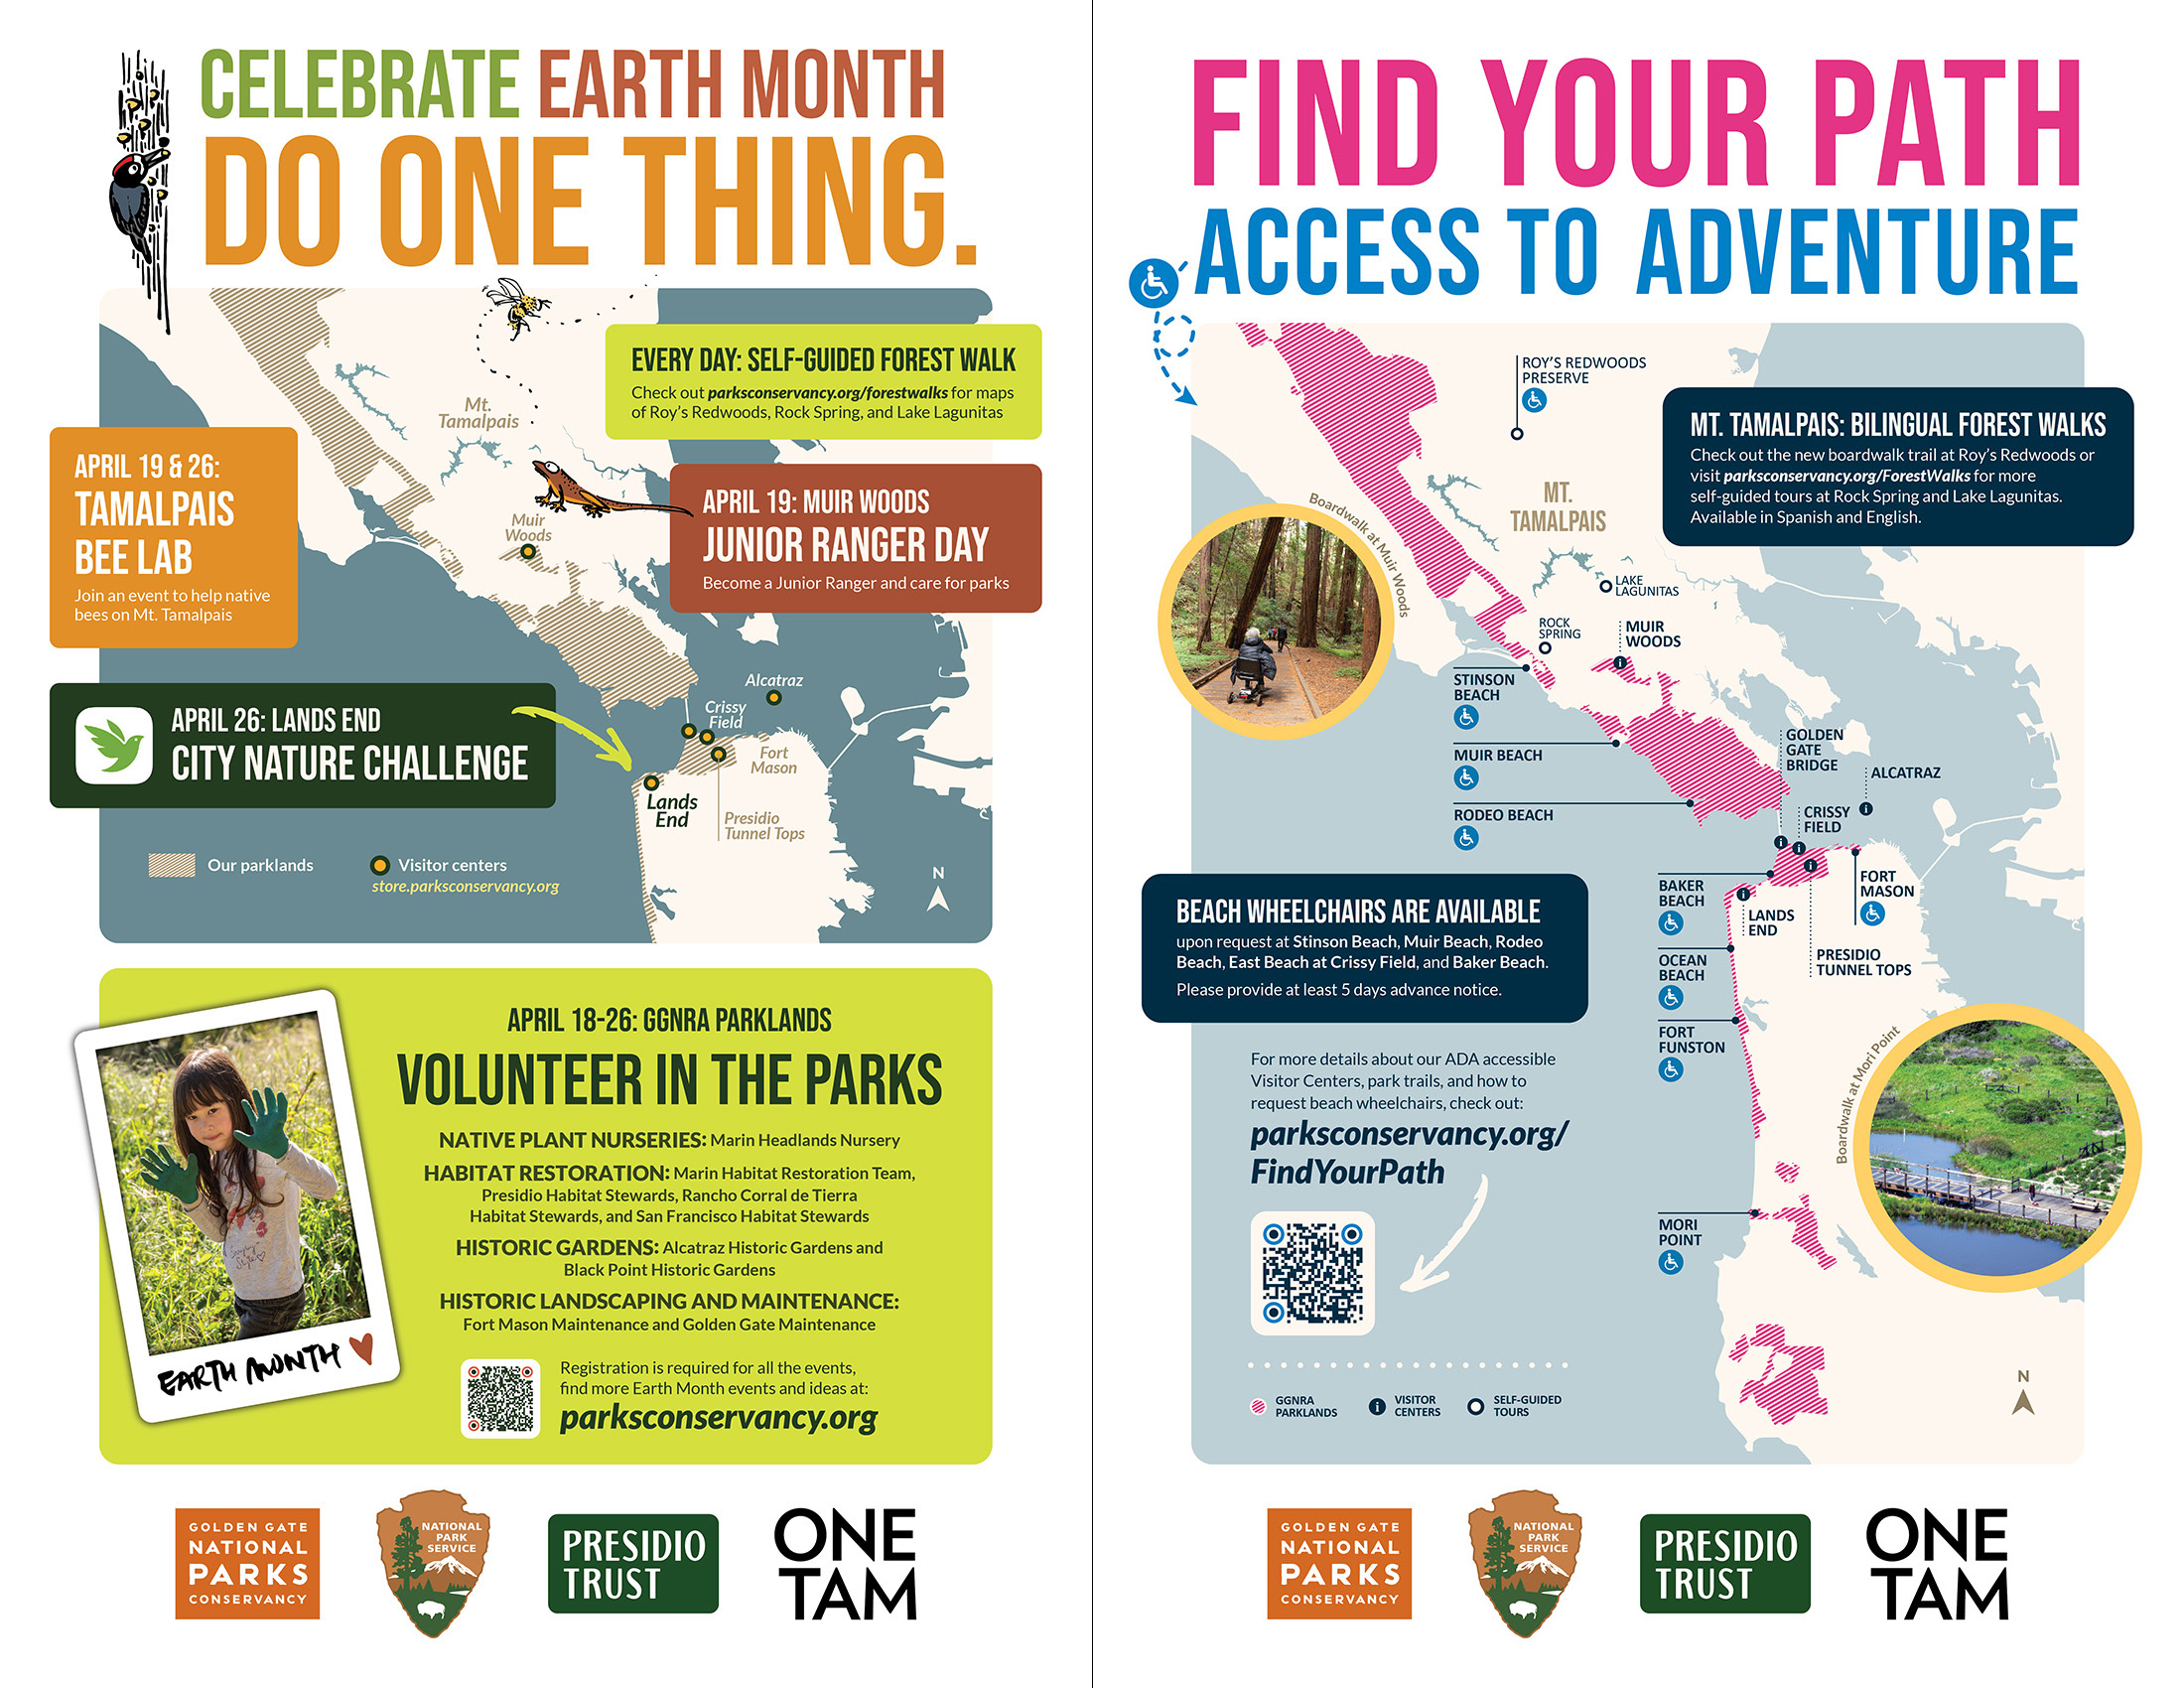 CELEBRATE EARTH MONTH
DO ONE THING.
EVERY DAY: SELF-GUIDED FOREST WALK
Check out parksconservancy.org/forestwalks for maps
of Roy's Redwoods, Rock Spring, and Lake Lagunitas
Mt.
Tamalpais
APRIL 19 & 26:
TAMALPAIS
BEE LAB
Join an event to help native
bees on Mt. Tamalpais
APRIL 19: MUIR WOODS
JUNIOR RANGER DAY
Become a Junior Ranger and care for parks
Muir
Woods
APRIL 26: LANDS END
CITY NATURE CHALLENGE
Alcatraz
Crissy
Field
Fort
Mason
Lands
End
Presidio
Tunnel Tops
Our parklands
Visitor centers
store.parksconservancy.org
N
APRIL 18-26: GGNRA PARKLANDS
VOLUNTEER IN THE PARKS
NATIVE PLANT NURSERIES: Marin Headlands Nursery
HABITAT RESTORATION: Marin Habitat Restoration Team,
Presidio Habitat Stewards, Rancho Corral de Tierra
Habitat Stewards, and San Francisco Habitat Stewards
HISTORIC GARDENS: Alcatraz Historic Gardens and
Black Point Historic Gardens
HISTORIC LANDSCAPING AND MAINTENANCE:
Fort Mason Maintenance and Golden Gate Maintenance
EARTH MONTH
Registration is required for all the events,
find more Earth Month events and ideas at:
parksconservancy.org
GOLDEN GATE
NATIONAL
PARKS
CONSERVANCY
NATIONAL
PARK
SERVICE
PRESIDIO
TRUST
ONE
TAM
FIND YOUR PATH
ACCESS TO ADVENTURE
ROY'S REDWOODS
PRESERVE
MT. TAMALPAIS: BILINGUAL FOREST WALKS
Check out the new boardwalk trail at Roy's Redwoods or
visit parksconservancy.org/ForestWalks for more
self-guided tours at Rock Spring and Lake Lagunitas.
Available in Spanish and English.
MT.
TAMALPAIS
Boardwalk at Muir Woods
LAKE
LAGUNITAS
ROCK
SPRING
MUIR
WOODS
STINSON
BEACH
MUIR BEACH
RODEO BEACH
GOLDEN
GATE
BRIDGE
ALCATRAZ
CRISSY
FIELD
BAKER
BEACH
FORT
MASON
LANDS
END
PRESIDIO
TUNNEL TOPS
OCEAN
BEACH
FORT
FUNSTON
BEACH WHEELCHAIRS ARE AVAILABLE
upon request at Stinson Beach, Muir Beach, Rodeo
Beach, East Beach at Crissy Field, and Baker Beach.
Please provide at least 5 days advance notice.
For more details about our ADA accessible
Visitor Centers, park trails, and how to
request beach wheelchairs, check out:
parksconservancy.org/
FindYourPath
Boardwalk at Mori Point
MORI
POINT
GGNRA
PARKLANDS
VISITOR
CENTERS
SELF-GUIDED
TOURS
N
GOLDEN GATE
NATIONAL
PARKS
CONSERVANCY
NATIONAL
PARK
SERVICE
PRESIDIO
TRUST
ONE
TAM